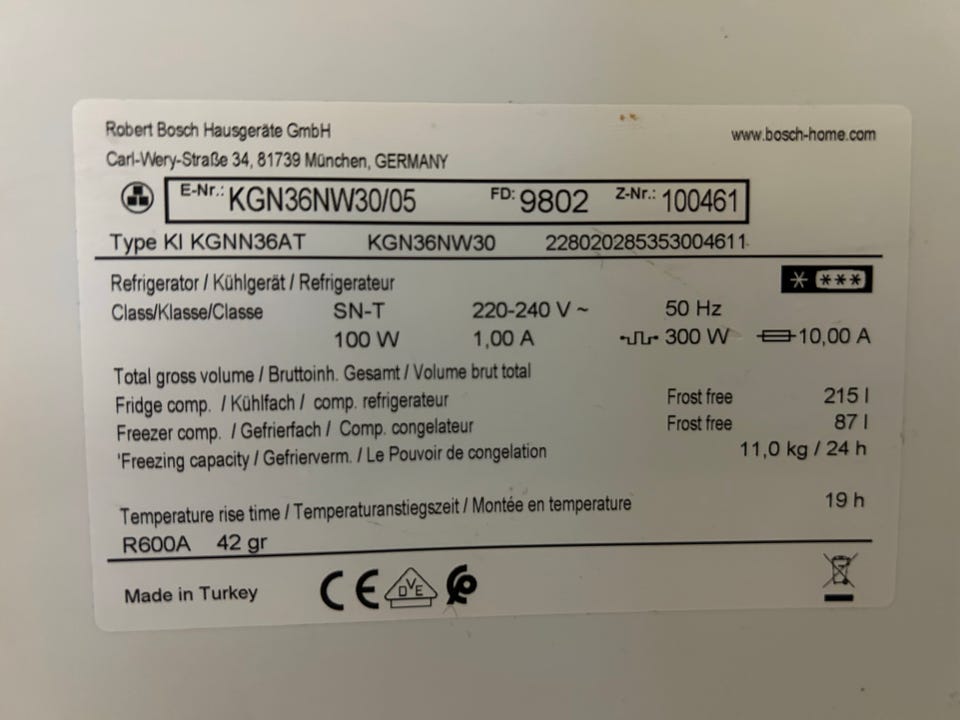 Robert Bosch Hausgeräte GmbH www.bosch-home.com
Carl-Wery-Straße 34, 81739 München, GERMANY
E-Nr.: KGN36NW30/05 FD: 9802 Z-Nr.: 100461
Type KI KGNN36AT KGN36NW30 228020285353004611
Refrigerator / Kühlgerät / Refrigerateur * ***
Class/Klasse/Classe SN-T 220-240 V ~ 50 Hz
100 W 1,00 A 300 W 10,00 A
Total gross volume / Bruttoinh. Gesamt / Volume brut total
Fridge comp. / Kühlfach / comp. refrigerateur Frost free 215 l
Freezer comp. / Gefrierfach / Comp. congelateur Frost free 87 l
'Freezing capacity / Gefrierverm. / Le Pouvoir de congelation 11,0 kg / 24 h
Temperature rise time / Temperaturanstiegszeit / Montée en temperature 19 h
R600A 42 gr
Made in Turkey CE DVE